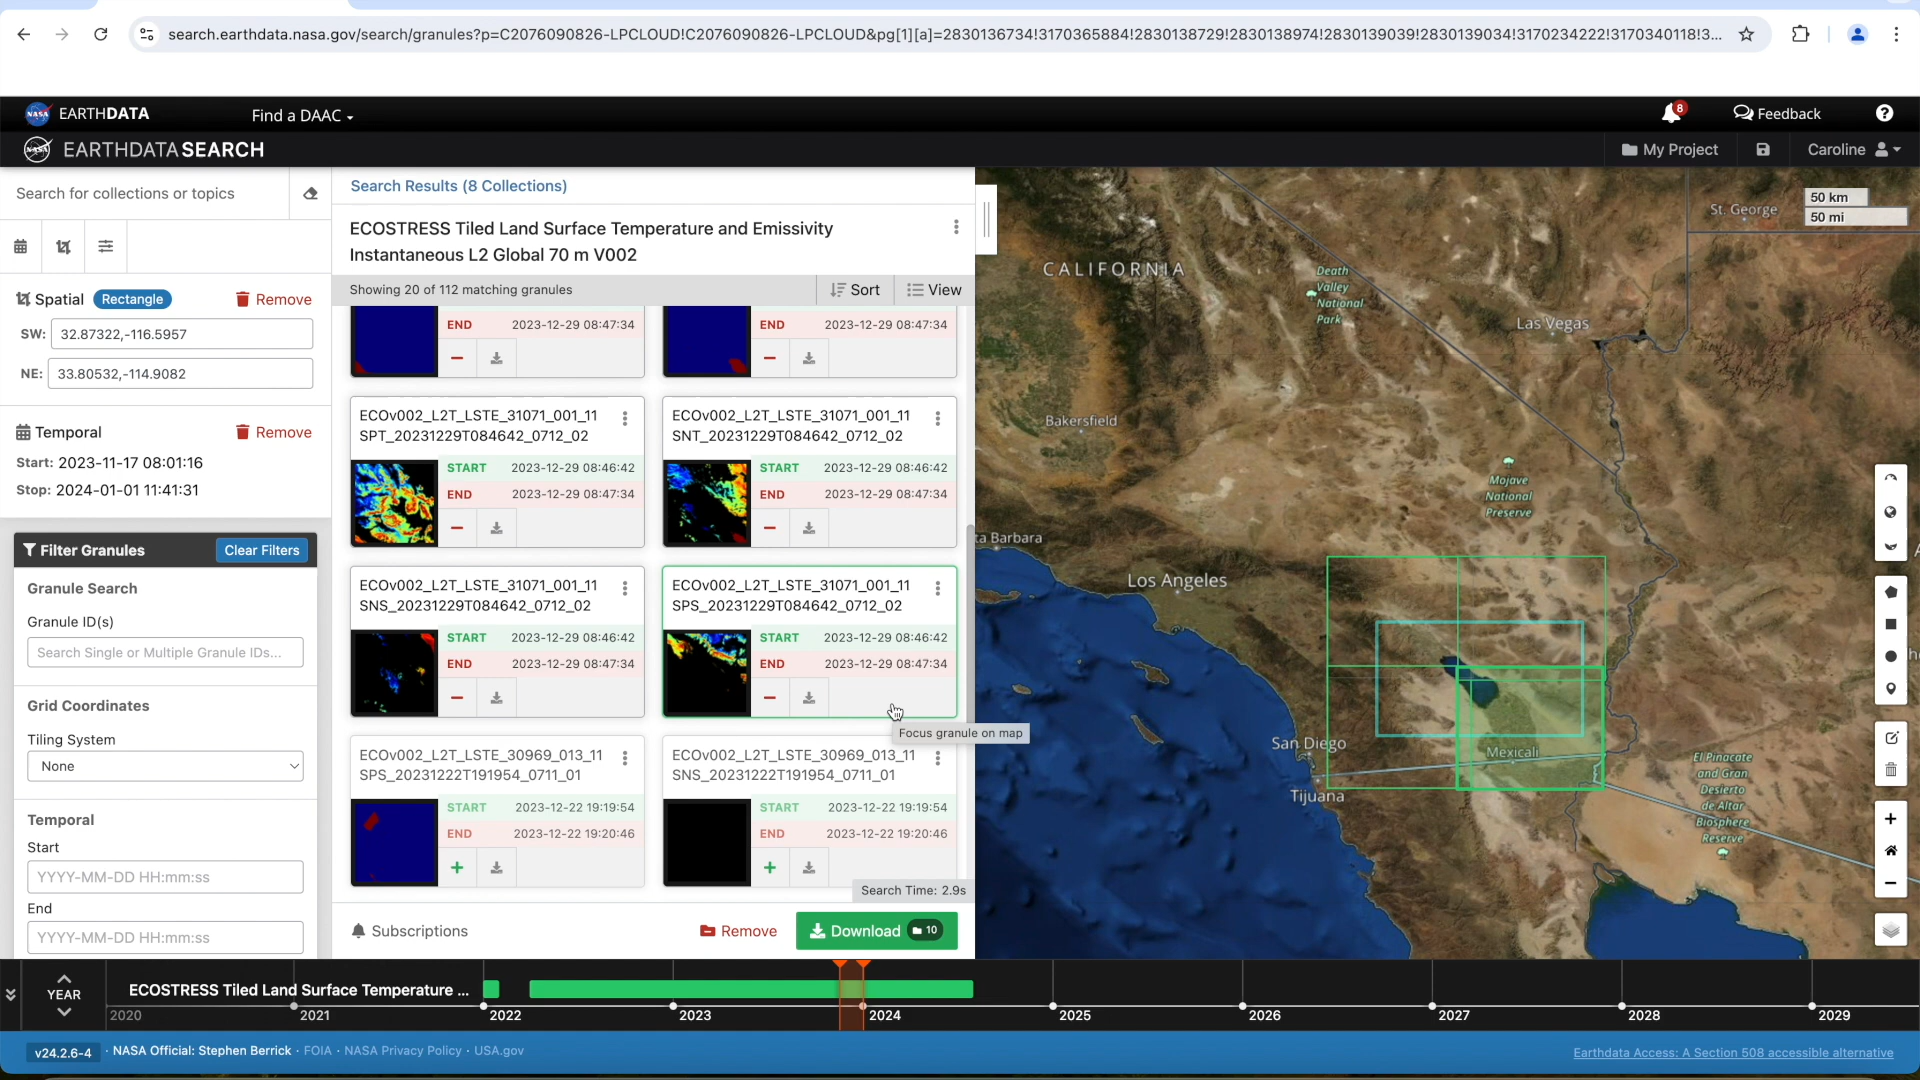 search.earthdata.nasa.gov/search/granules?p=C2076090826-LPCLOUD!C2076090826-LPCLOUD&pg[1][a]=2830136734!3170365884!2830138729!2830138974!2830139039!2830139034!3170234222!3170340118!3...
EARTHDATA
Find a DAAC
8
Feedback
EARTHDATA SEARCH
My Project
Caroline
Search for collections or topics
Spatial
Rectangle
Remove
SW: 32.87322,-116.5957
NE: 33.80532,-114.9082
Temporal
Remove
Start: 2023-11-17 08:01:16
Stop: 2024-01-01 11:41:31
Filter Granules
Clear Filters
Granule Search
Granule ID(s)
Search Single or Multiple Granule IDs...
Grid Coordinates
Tiling System
None
Temporal
Start
YYYY-MM-DD HH:mm:ss
End
YYYY-MM-DD HH:mm:ss
Search Results (8 Collections)
ECOSTRESS Tiled Land Surface Temperature and Emissivity
Instantaneous L2 Global 70 m V002
Showing 20 of 112 matching granules
Sort
View
END 2023-12-29 08:47:34
END 2023-12-29 08:47:34
ECOv002_L2T_LSTE_31071_001_11
SPT_20231229T084642_0712_02
START 2023-12-29 08:46:42
END 2023-12-29 08:47:34
ECOv002_L2T_LSTE_31071_001_11
SNT_20231229T084642_0712_02
START 2023-12-29 08:46:42
END 2023-12-29 08:47:34
ECOv002_L2T_LSTE_31071_001_11
SNS_20231229T084642_0712_02
START 2023-12-29 08:46:42
END 2023-12-29 08:47:34
ECOv002_L2T_LSTE_31071_001_11
SPS_20231229T084642_0712_02
START 2023-12-29 08:46:42
END 2023-12-29 08:47:34
Focus granule on map
ECOv002_L2T_LSTE_30969_013_11
SPS_20231222T191954_0711_01
START 2023-12-22 19:19:54
END 2023-12-22 19:20:46
ECOv002_L2T_LSTE_30969_013_11
SNS_20231222T191954_0711_01
START 2023-12-22 19:19:54
END 2023-12-22 19:20:46
Search Time: 2.9s
Subscriptions
Remove
Download
10
50 km
50 mi
St. George
CALIFORNIA
Death
Valley
National
Park
Las Vegas
Bakersfield
Mojave
National
Preserve
ta Barbara
Los Angeles
San Diego
Mexicali
Tijuana
El Pinacate
and Gran
Desierto
de Altar
Biosphere
Reserve
YEAR
ECOSTRESS Tiled Land Surface Temperature ...
2020
2021
2022
2023
2024
2025
2026
2027
2028
2029
v24.2.6-4
NASA Official: Stephen Berrick · FOIA · NASA Privacy Policy · USA.gov
Earthdata Access: A Section 508 accessible alternative